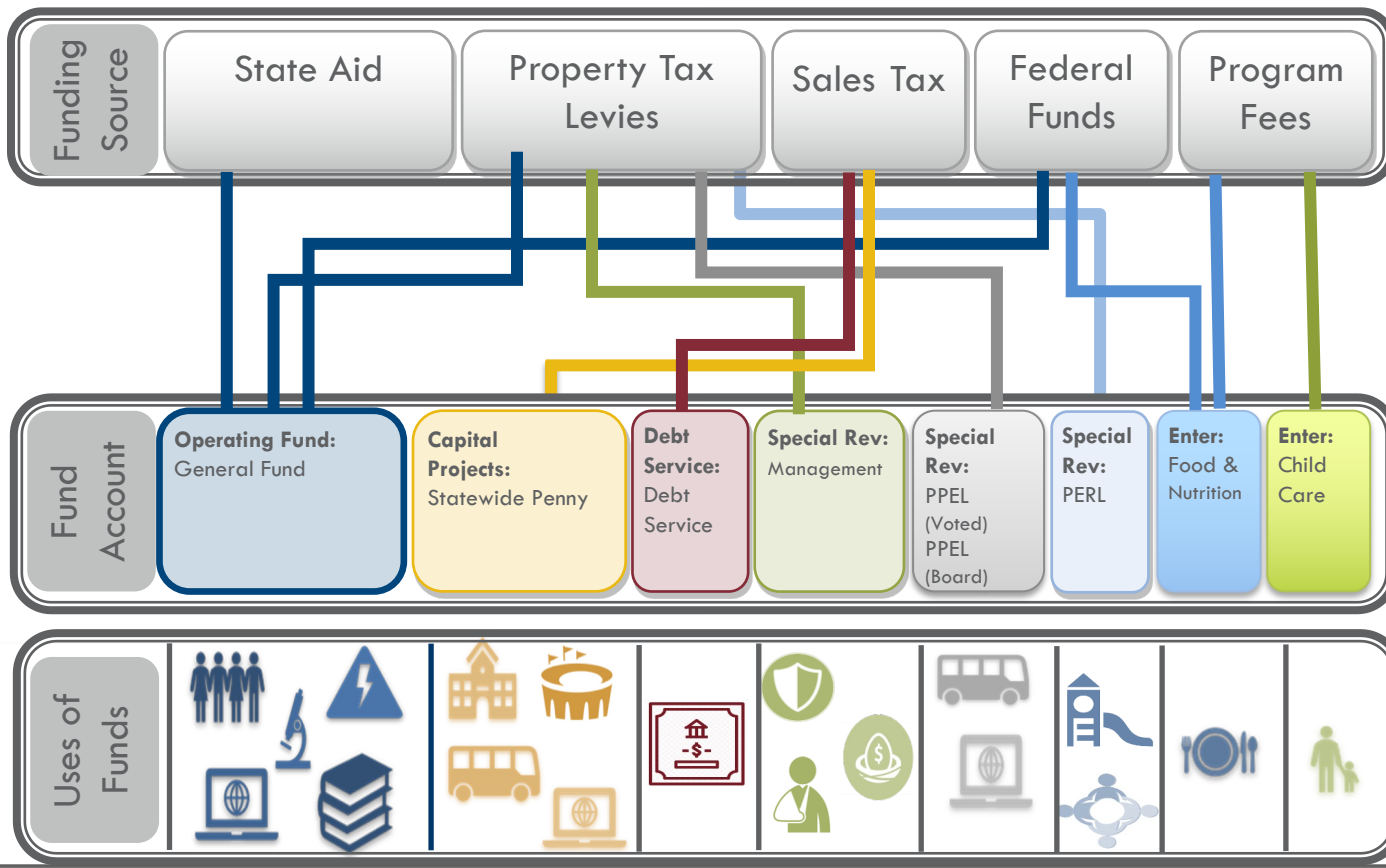 Funding
Source
State Aid
Property Tax
Levies
Sales Tax
Federal
Funds
Program
Fees
Fund
Account
Operating Fund:
General Fund
Capital
Projects:
Statewide Penny
Debt
Service:
Debt
Service
Special Rev:
Management
Special
Rev:
PPEL
(Voted)
PPEL
(Board)
Special
Rev:
PERL
Enter:
Food &
Nutrition
Enter:
Child
Care
Uses of
Funds
-$-
$